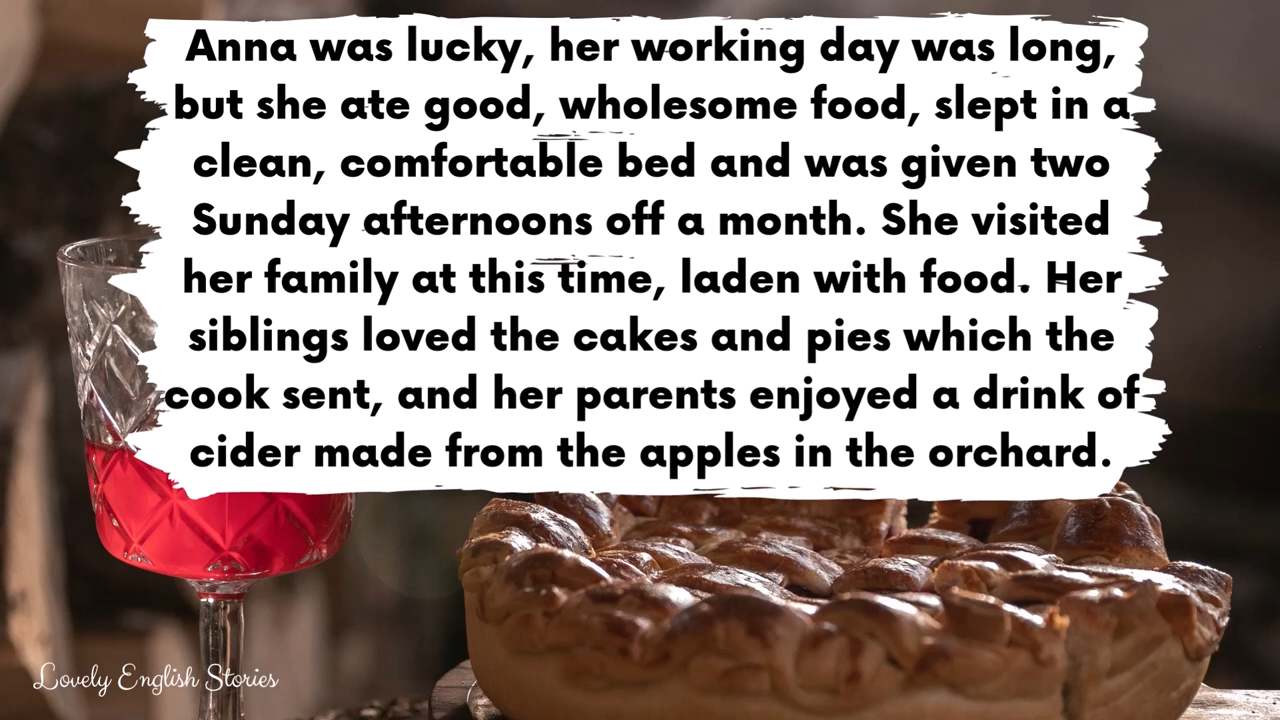 Anna was lucky, her working day was long,
but she ate good, wholesome food, slept in a
clean, comfortable bed and was given two
Sunday afternoons off a month. She visited
her family at this time, laden with food. Her
siblings loved the cakes and pies which the
cook sent, and her parents enjoyed a drink of
cider made from the apples in the orchard.
Lovely English Stories